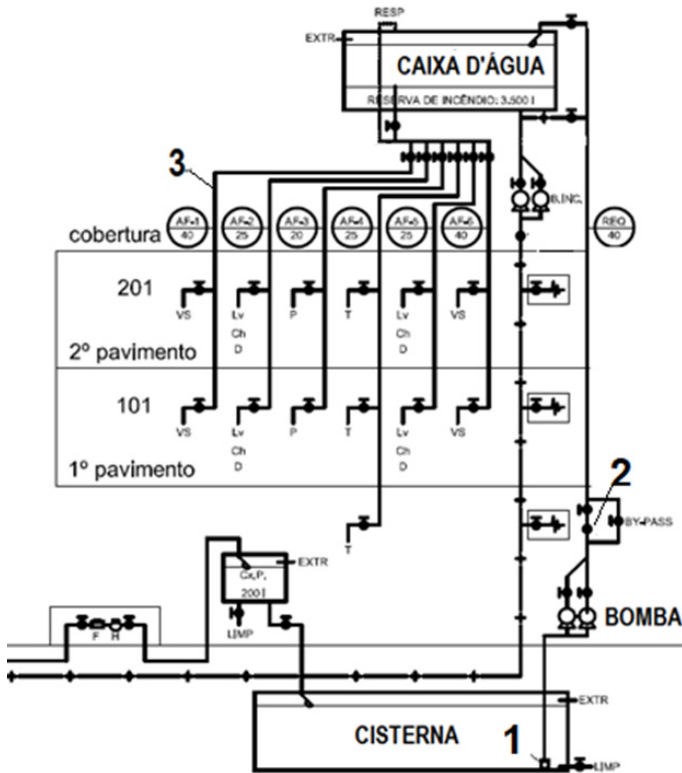 RESP
EXTR
CAIXA D'ÁGUA
RESERVA DE INCÊNDIO: 3.500 l
3
B.INC.
cobertura
AF-1
40
AF-2
25
AF-3
20
AF-4
25
AF-5
25
AF-6
40
REQ
40
201
VS
Lv
Ch
D
P
T
Lv
Ch
D
VS
2º pavimento
101
VS
Lv
Ch
D
P
T
Lv
Ch
D
VS
1º pavimento
2
BY-PASS
T
EXTR
Cx.P.
200 l
LIMP
F
H
BOMBA
EXTR
CISTERNA
1
LIMP